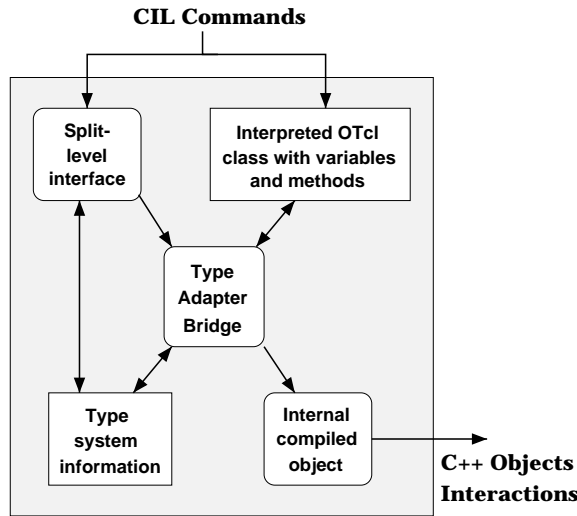 CIL Commands
Split-
level
interface
Interpreted OTcl
class with variables
and methods
Type
Adapter
Bridge
Type
system
information
Internal
compiled
object
C++ Objects
Interactions